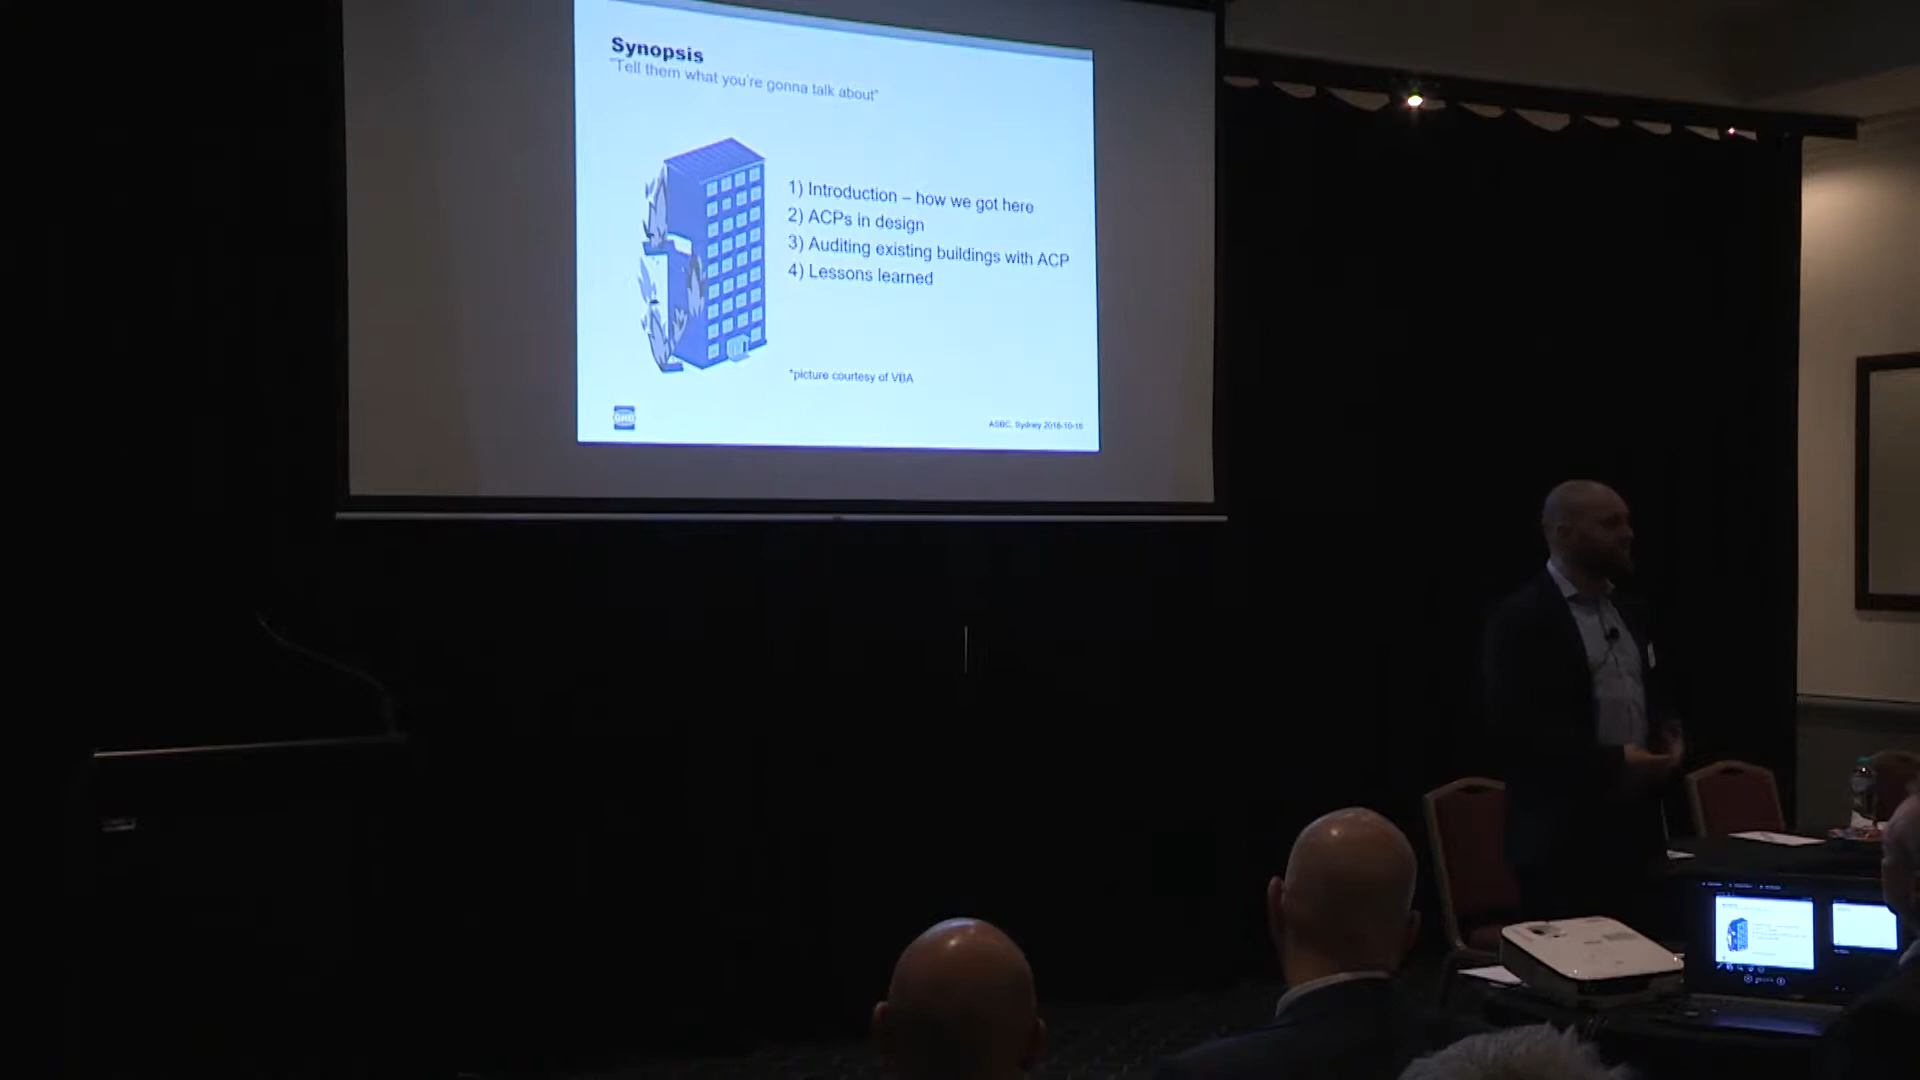 Synopsis
"Tell them what you're gonna talk about"
1) Introduction – how we got here
2) ACPs in design
3) Auditing existing buildings with ACP
4) Lessons learned
*picture courtesy of VBA
GHD
ASBC, Sydney 2018-10-16